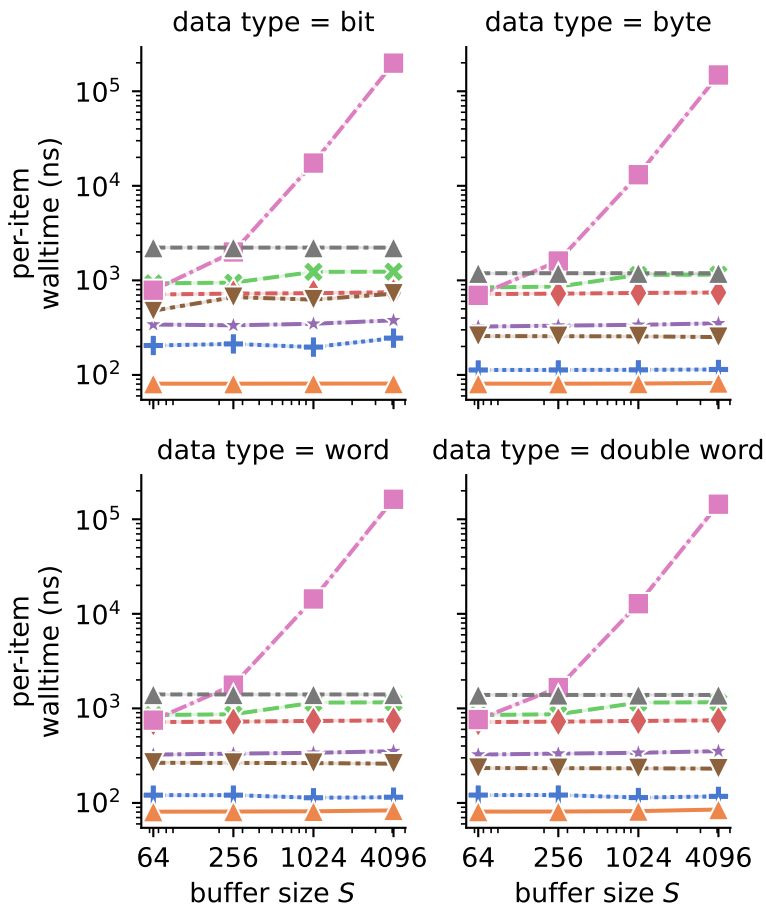 data type = bit
data type = byte
per-item
walltime (ns)
10^5
10^4
10^3
10^2
data type = word
data type = double word
per-item
walltime (ns)
10^5
10^4
10^3
10^2
64 256 1024 4096
64 256 1024 4096
buffer size S
buffer size S